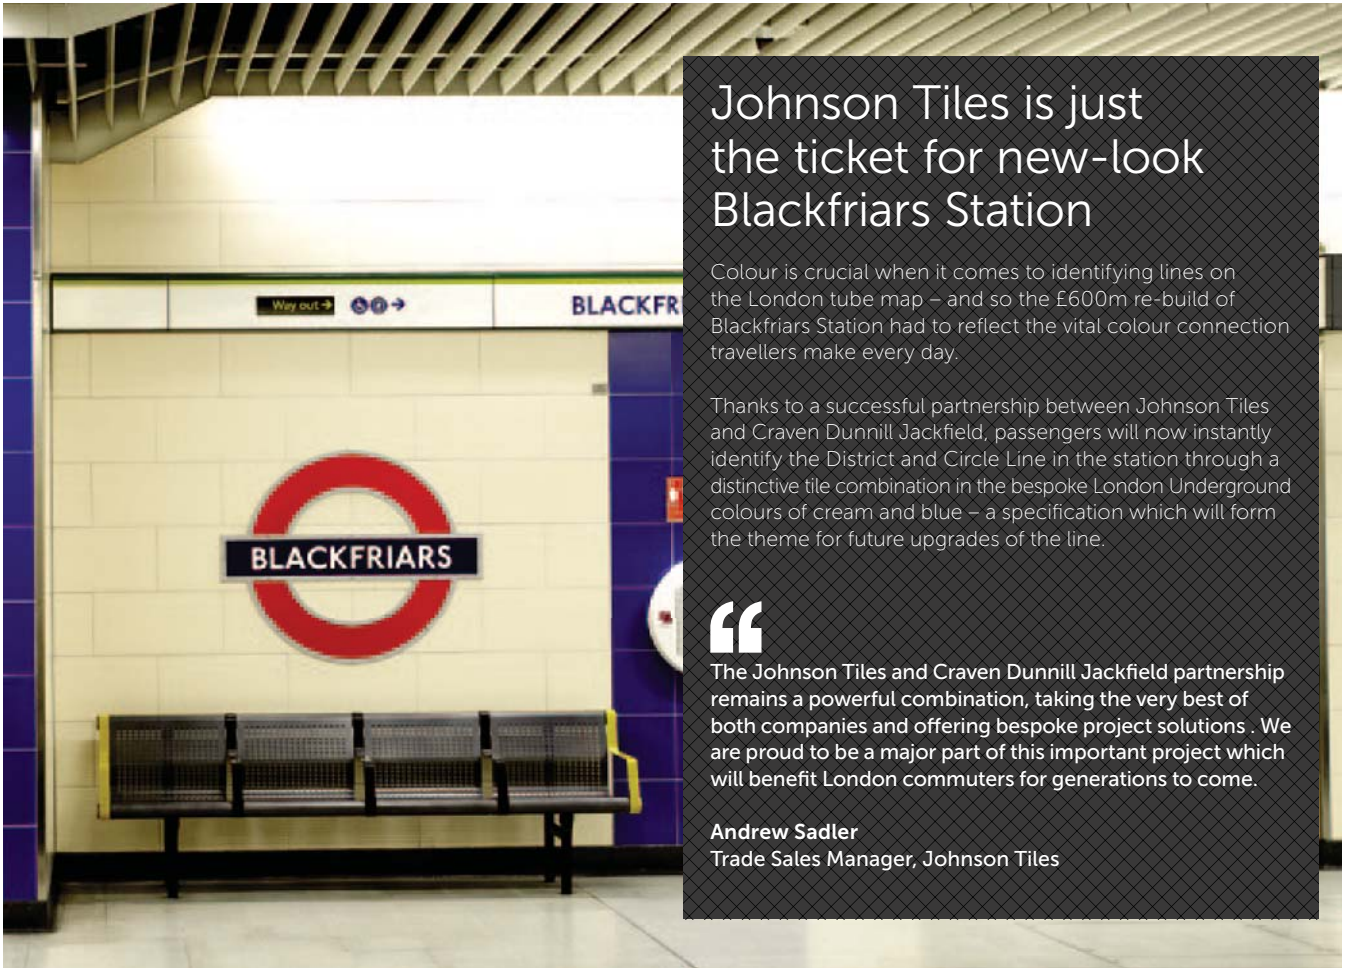 Way out →
BLACKFR
BLACKFRIARS
Johnson Tiles is just
the ticket for new-look
Blackfriars Station
Colour is crucial when it comes to identifying lines on
the London tube map – and so the £600m re-build of
Blackfriars Station had to reflect the vital colour connection
travellers make every day.
Thanks to a successful partnership between Johnson Tiles
and Craven Dunnill Jackfield, passengers will now instantly
identify the District and Circle Line in the station through a
distinctive tile combination in the bespoke London Underground
colours of cream and blue – a specification which will form
the theme for future upgrades of the line.
“
The Johnson Tiles and Craven Dunnill Jackfield partnership
remains a powerful combination, taking the very best of
both companies and offering bespoke project solutions . We
are proud to be a major part of this important project which
will benefit London commuters for generations to come.
Andrew Sadler
Trade Sales Manager, Johnson Tiles